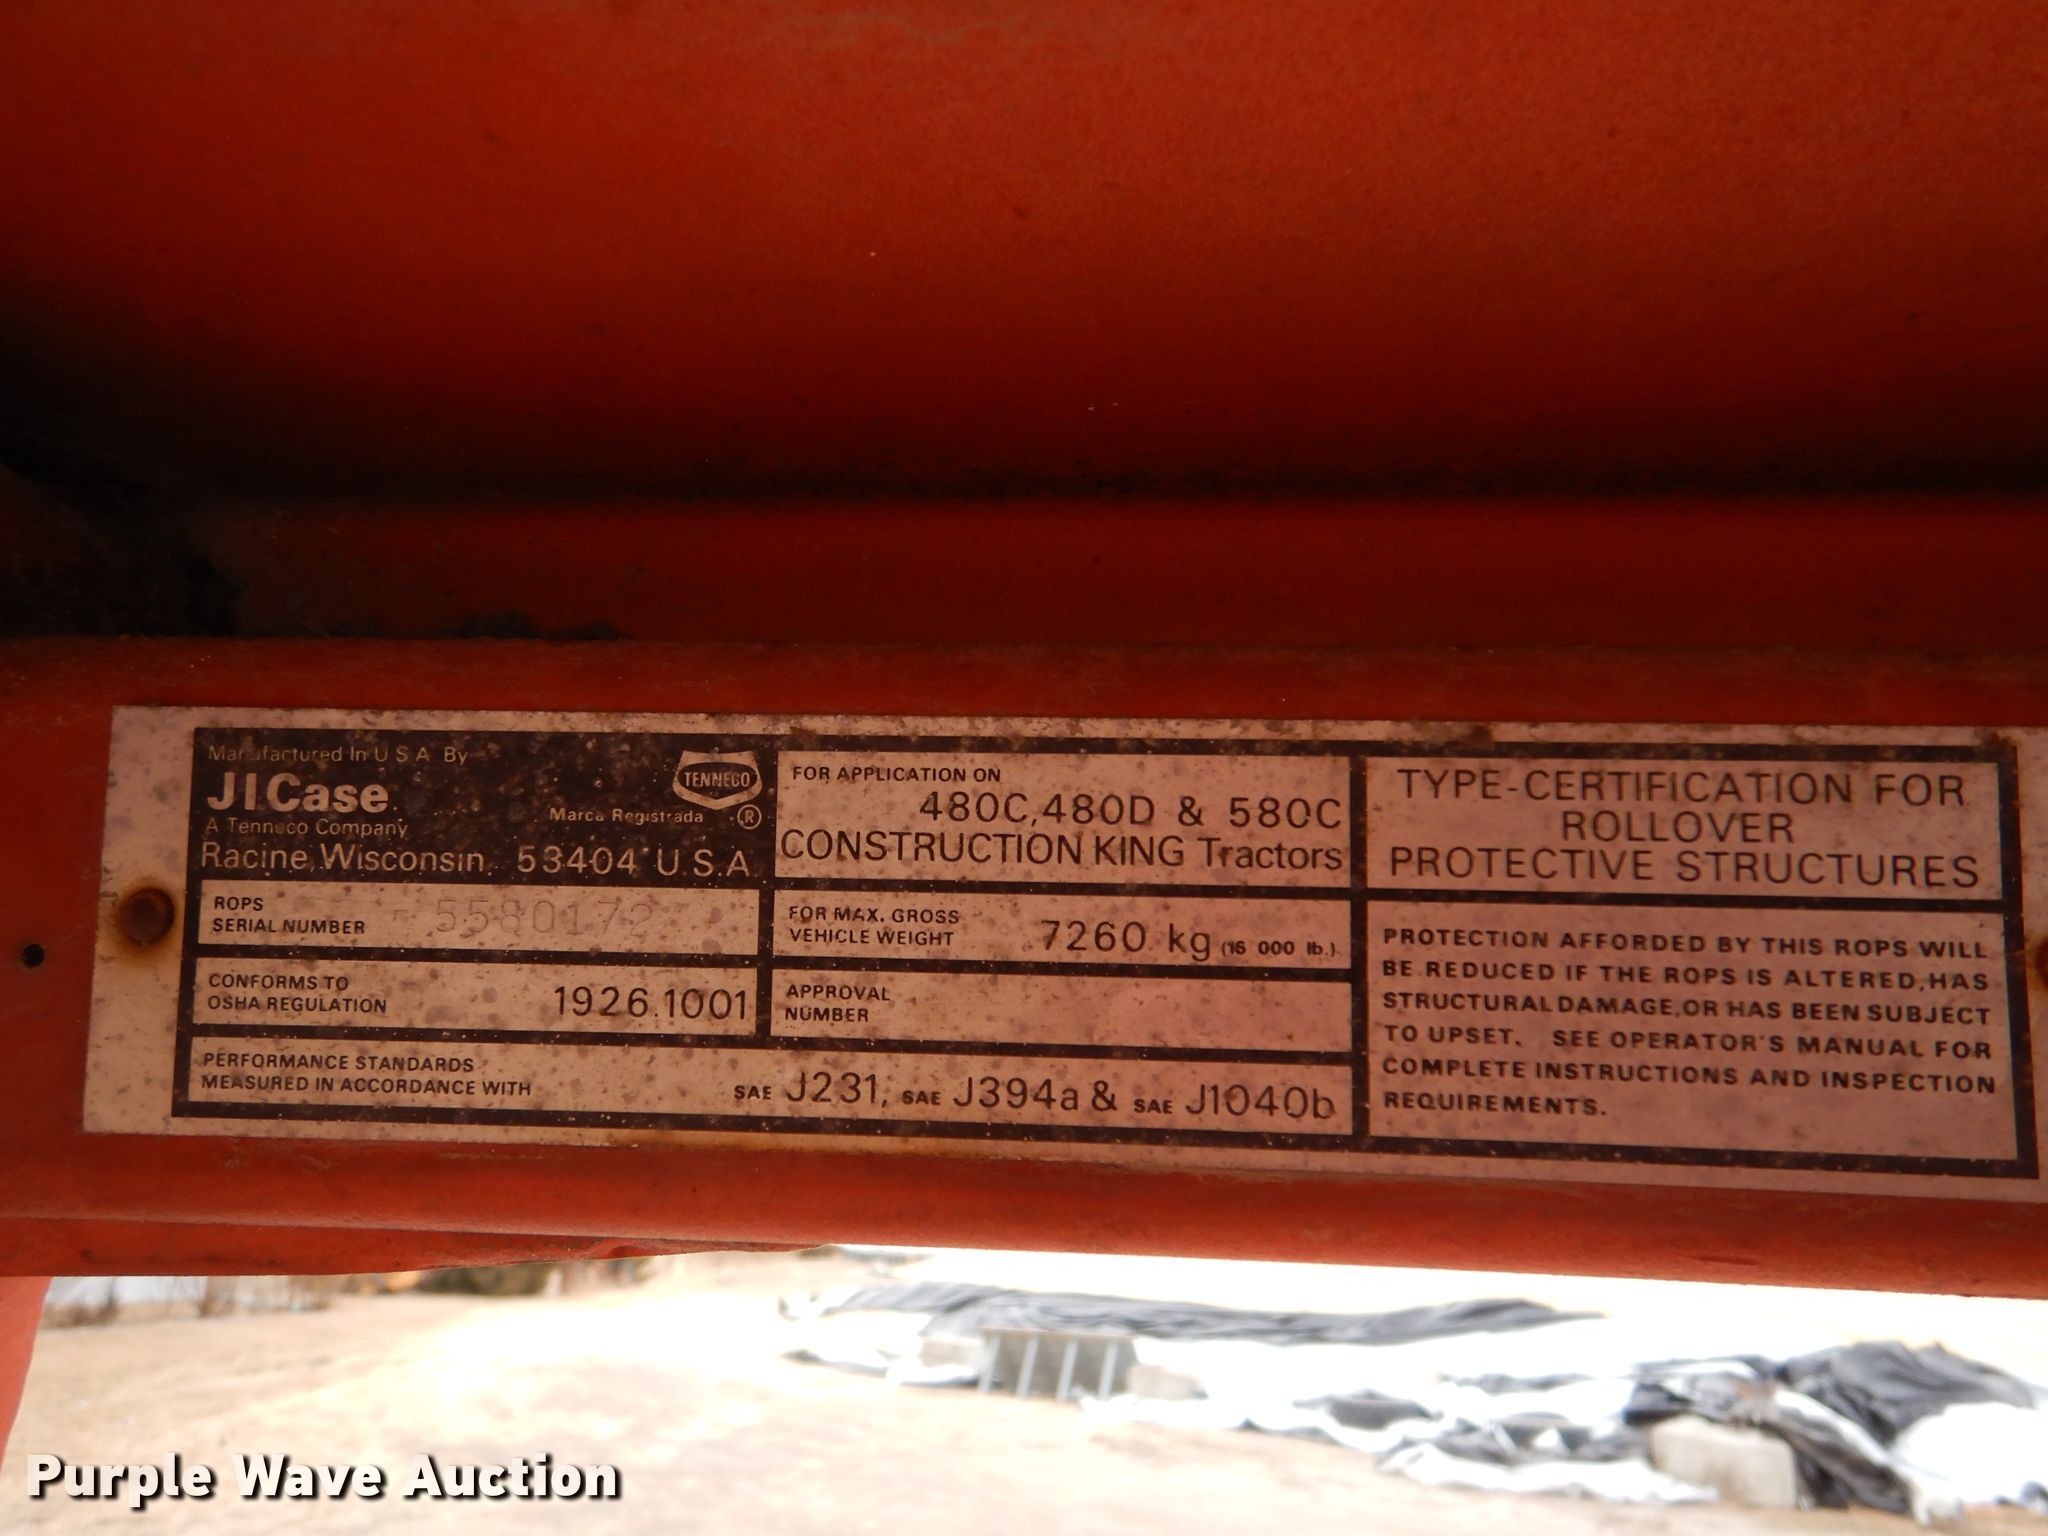 Manufactured In U S A By
JI Case
A Tenneco Company
TENNECO
Marca Registrada ®
Racine, Wisconsin. 53404 U.S.A
ROPS
SERIAL NUMBER 5580172
CONFORMS TO
OSHA REGULATION 1926.1001
PERFORMANCE STANDARDS
MEASURED IN ACCORDANCE WITH SAE J231, SAE J394a & SAE J1040b
FOR APPLICATION ON
480C, 480D & 580C
CONSTRUCTION KING Tractors
FOR MAX. GROSS
VEHICLE WEIGHT 7260 kg (16 000 lb.)
APPROVAL
NUMBER
TYPE-CERTIFICATION FOR
ROLLOVER
PROTECTIVE STRUCTURES
PROTECTION AFFORDED BY THIS ROPS WILL
BE REDUCED IF THE ROPS IS ALTERED, HAS
STRUCTURAL DAMAGE, OR HAS BEEN SUBJECT
TO UPSET. SEE OPERATOR'S MANUAL FOR
COMPLETE INSTRUCTIONS AND INSPECTION
REQUIREMENTS.
Purple Wave Auction